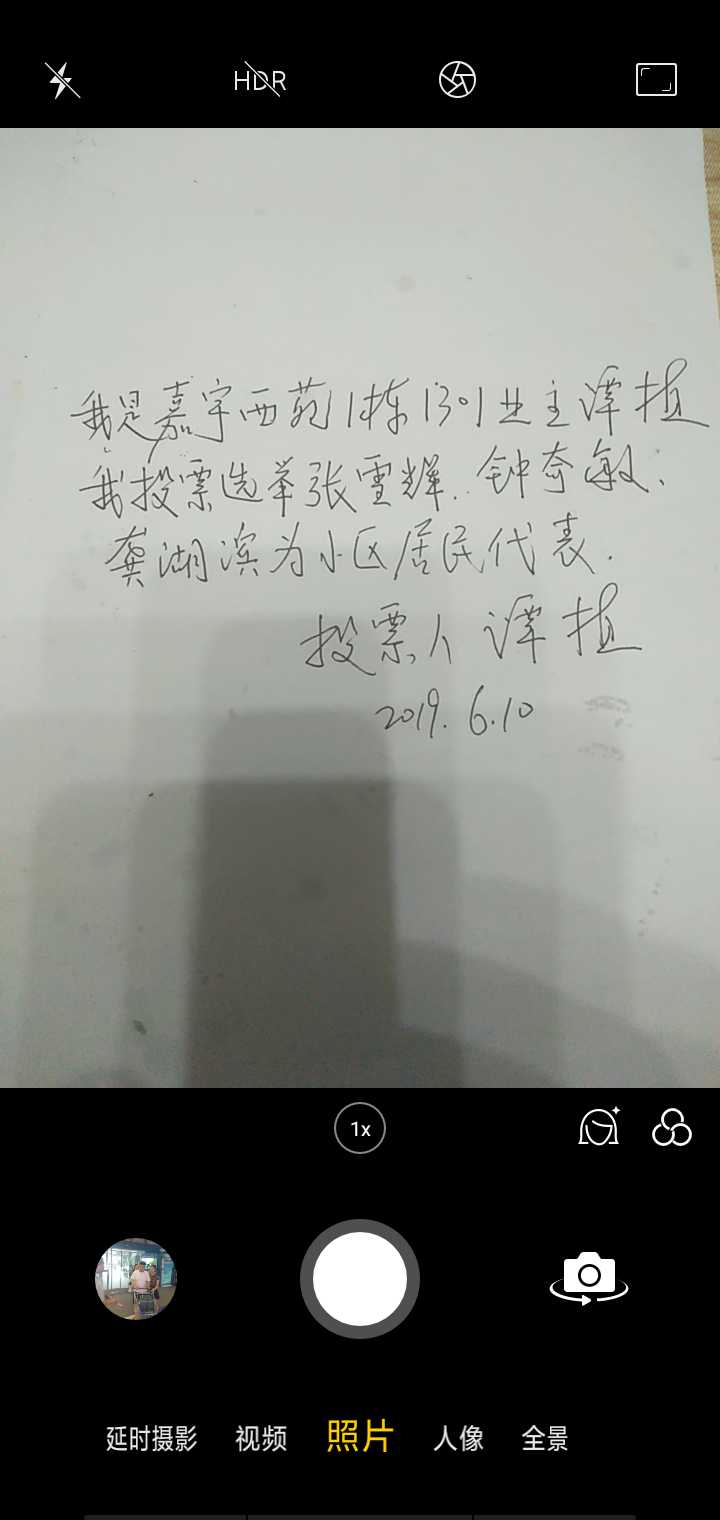 HDR
我是嘉宇西苑1栋1301业主谭植
我投票选举张雪辉、钟奇敏、
龚湖滨为小区居民代表.
投票人 谭植
2019.6.10
1x
延时摄影 视频 照片 人像 全景